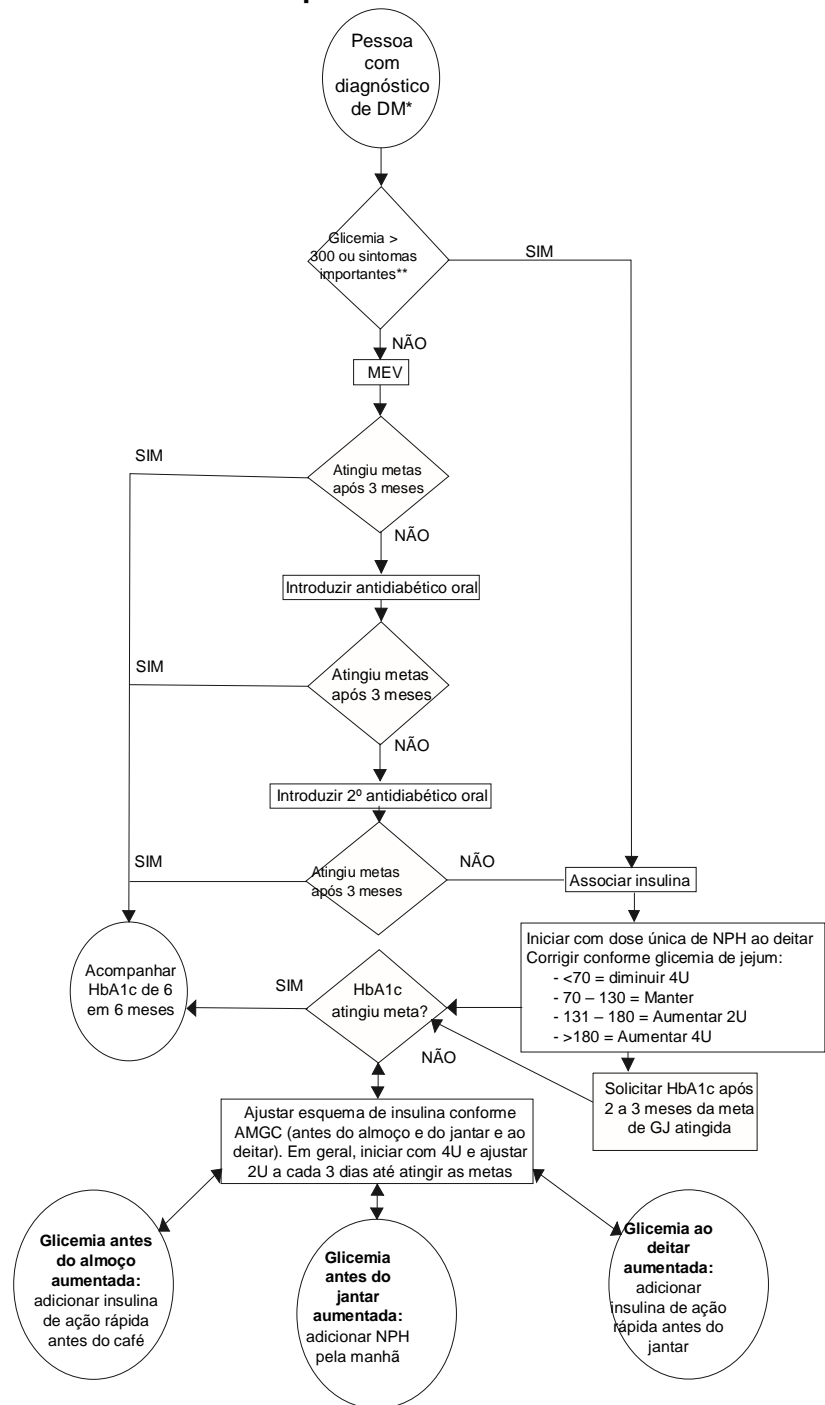 Pessoa
com
diagnóstico
de DM*
Glicemia >
300 ou sintomas
importantes**
SIM
NÃO
MEV
SIM
Atingiu metas
após 3 meses
NÃO
Introduzir antidiabético oral
SIM
Atingiu metas
após 3 meses
NÃO
Introduzir 2º antidiabético oral
SIM
Atingiu metas
após 3 meses
NÃO
Associar insulina
Iniciar com dose única de NPH ao deitar
Corrigir conforme glicemia de jejum:
- <70 = diminuir 4U
- 70 – 130 = Manter
- 131 – 180 = Aumentar 2U
- >180 = Aumentar 4U
Acompanhar
HbA1c de 6
em 6 meses
SIM
HbA1c
atingiu meta?
NÃO
Solicitar HbA1c após
2 a 3 meses da meta
de GJ atingida
Ajustar esquema de insulina conforme
AMGC (antes do almoço e do jantar e ao
deitar). Em geral, iniciar com 4U e ajustar
2U a cada 3 dias até atingir as metas
Glicemia antes
do almoço
aumentada:
adicionar insulina
de ação rápida
antes do café
Glicemia
antes do
jantar
aumentada:
adicionar NPH
pela manhã
Glicemia ao
deitar
aumentada:
adicionar
insulina de ação
rápida antes do
jantar